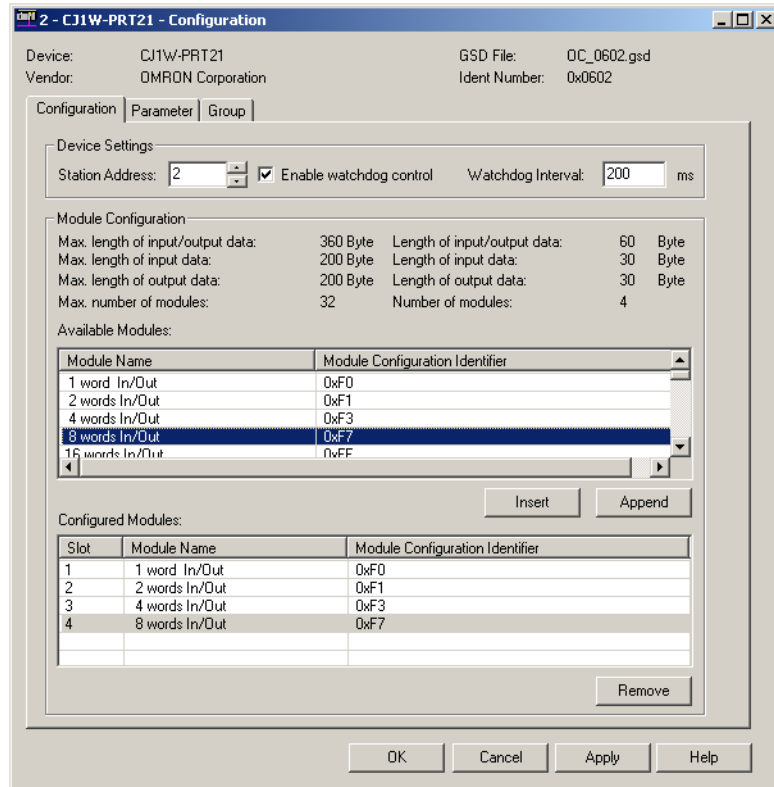 2 - CJ1W-PRT21 - Configuration
Device: CJ1W-PRT21 GSD File: OC_0602.gsd
Vendor: OMRON Corporation Ident Number: 0x0602
Configuration Parameter Group
Device Settings
Station Address: 2 Enable watchdog control Watchdog Interval: 200 ms
Module Configuration
Max. length of input/output data: 360 Byte Length of input/output data: 60 Byte
Max. length of input data: 200 Byte Length of input data: 30 Byte
Max. length of output data: 200 Byte Length of output data: 30 Byte
Max. number of modules: 32 Number of modules: 4
Available Modules:
Module Name Module Configuration Identifier
1 word In/Out 0xF0
2 words In/Out 0xF1
4 words In/Out 0xF3
8 words In/Out 0xF7
16 words In/Out 0xFF
Insert Append
Configured Modules:
Slot Module Name Module Configuration Identifier
1 1 word In/Out 0xF0
2 2 words In/Out 0xF1
3 4 words In/Out 0xF3
4 8 words In/Out 0xF7
Remove
OK Cancel Apply Help